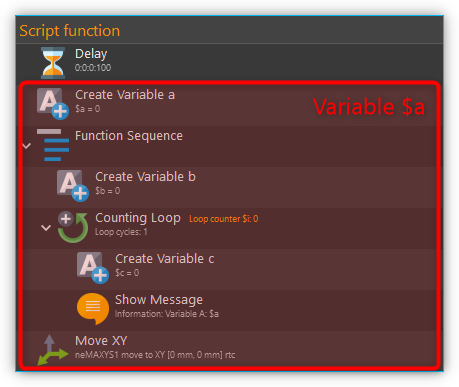 Script function
Delay
0:0:0:100
Create Variable a
$a = 0
Variable $a
Function Sequence
Create Variable b
$b = 0
Counting Loop Loop counter $i: 0
Loop cycles: 1
Create Variable c
$c = 0
Show Message
Information: Variable A: $a
Move XY
neMAXYS1 move to XY [0 mm, 0 mm] rtc